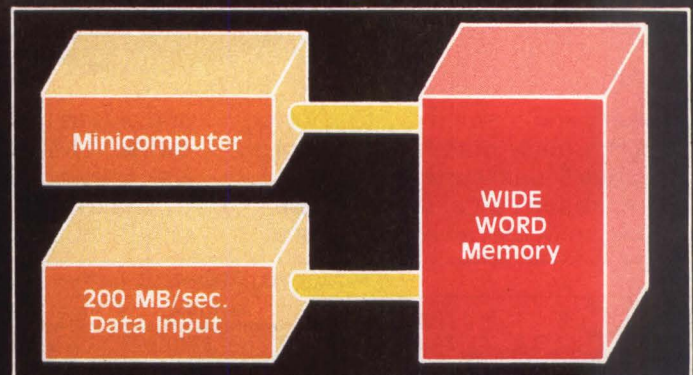 Minicomputer
200 MB/sec.
Data Input
WIDE
WORD
Memory